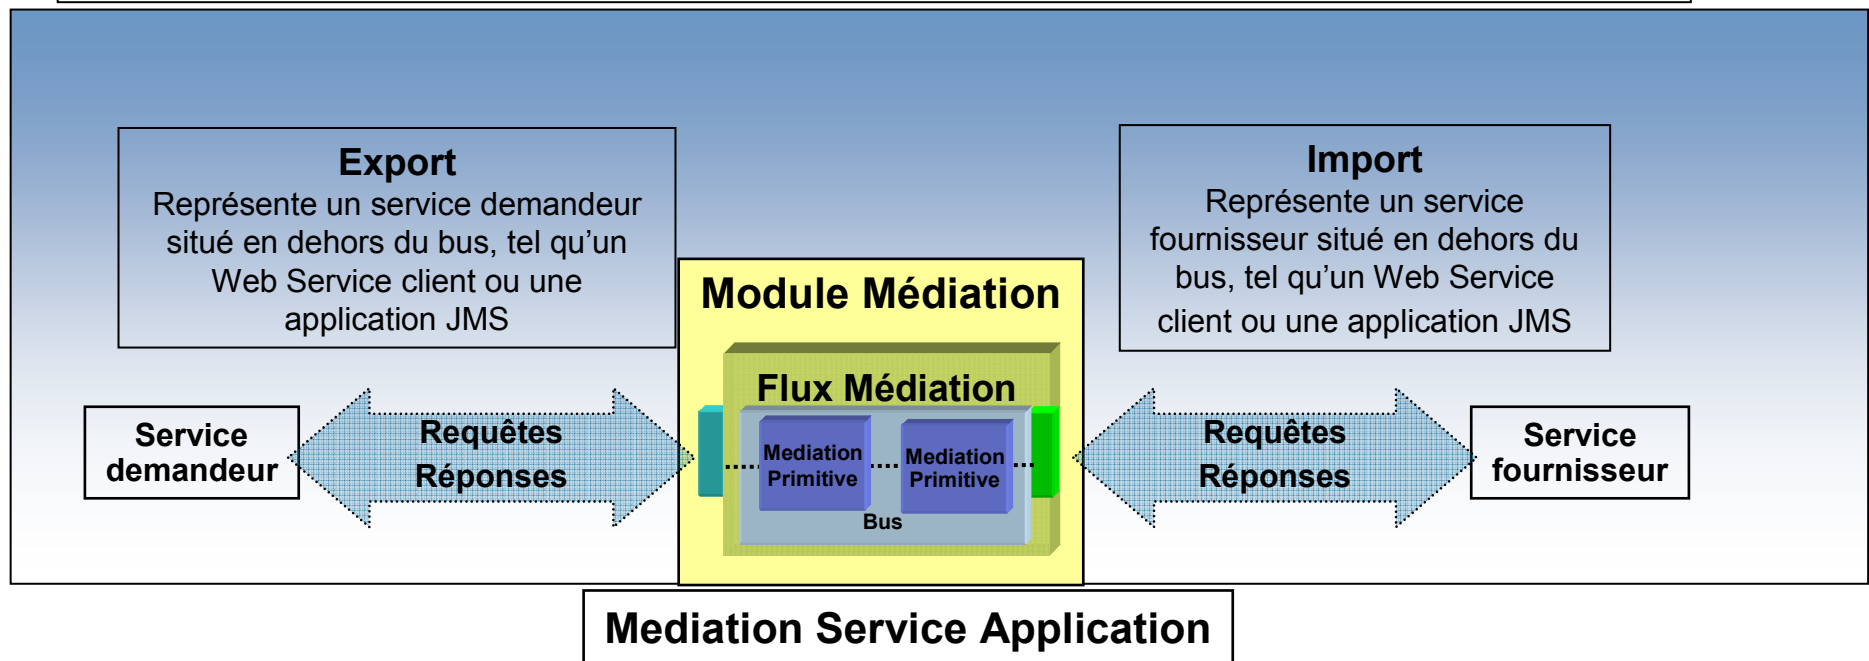 Export
Représente un service demandeur
situé en dehors du bus, tel qu'un
Web Service client ou une
application JMS
Import
Représente un service
fournisseur situé en dehors du
bus, tel qu'un Web Service
client ou une application JMS
Module Médiation
Flux Médiation
Mediation
Primitive
Mediation
Primitive
Bus
Service
demandeur
Requêtes
Réponses
Requêtes
Réponses
Service
fournisseur
Mediation Service Application